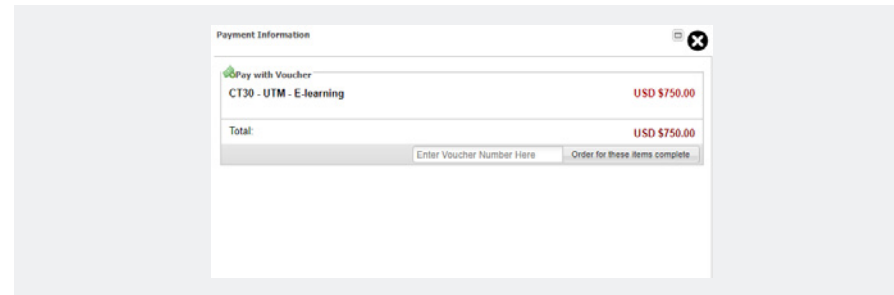 Payment Information
Pay with Voucher
CT30 - UTM - E-learning USD $750.00
Total: USD $750.00
Enter Voucher Number Here Order for these items complete